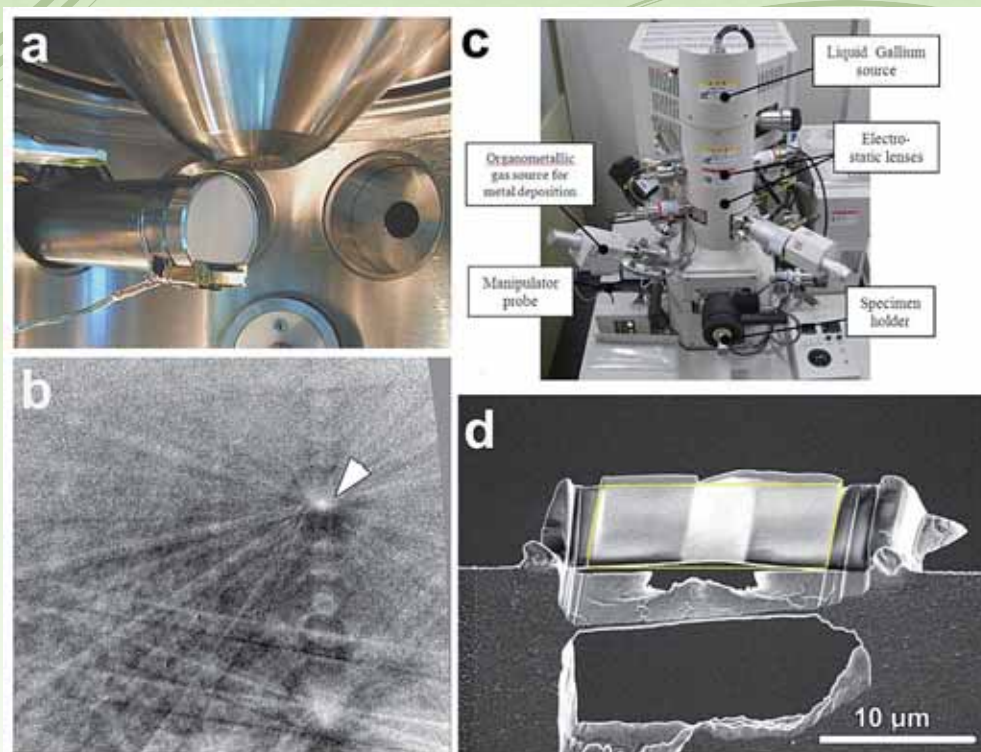 a
c
Liquid Gallium
source
Electro-
static lenses
Organometallic
gas source for
metal deposition
Manipulator
probe
Specimen
holder
b
d
10 µm